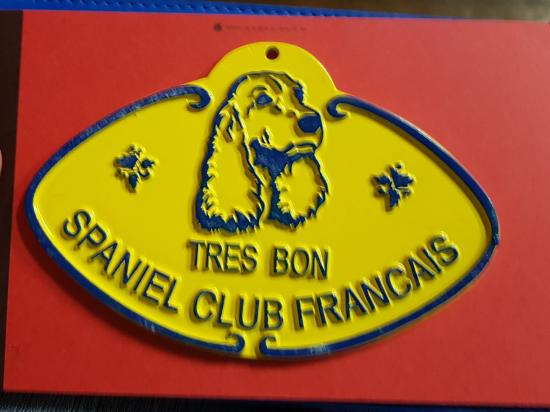 TRES BON
SPANIEL CLUB FRANCAIS